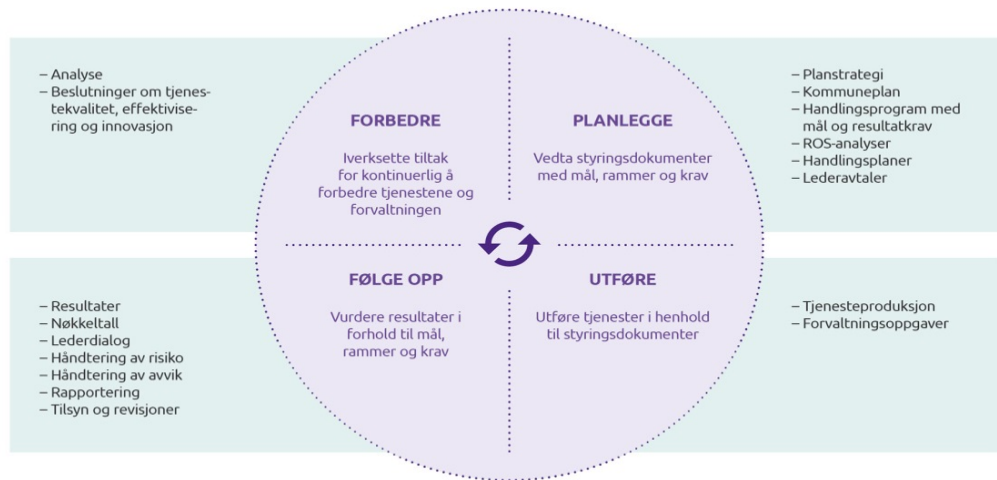 – Analyse
– Beslutninger om tjenes-
tekvalitet, effektivise-
ring og innovasjon
FORBEDRE
Iverksette tiltak
for kontinuerlig å
forbedre tjenestene og
forvaltningen
PLANLEGGE
Vedta styringsdokumenter
med mål, rammer og krav
– Planstrategi
– Kommuneplan
– Handlingsprogram med
mål og resultatkrav
– ROS-analyser
– Handlingsplaner
– Lederavtaler
– Resultater
– Nøkkeltall
– Lederdialog
– Håndtering av risiko
– Håndtering av avvik
– Rapportering
– Tilsyn og revisjoner
FØLGE OPP
Vurdere resultater i
forhold til mål,
rammer og krav
UTFØRE
Utføre tjenester i henhold
til styringsdokumenter
– Tjenesteproduksjon
– Forvaltningsoppgaver